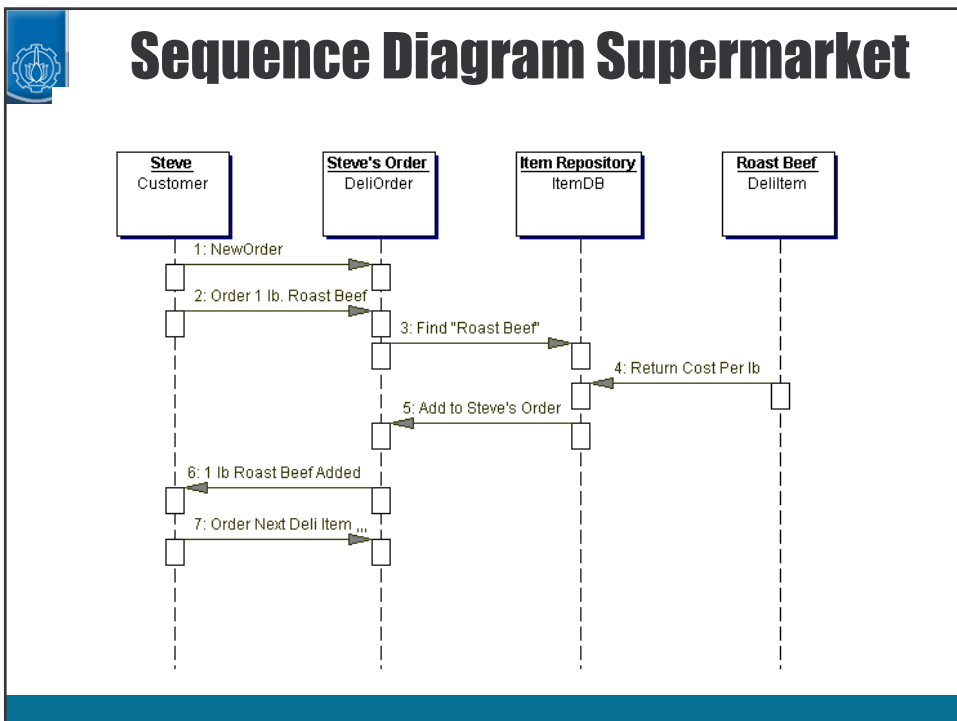 Sequence Diagram Supermarket
Steve
Customer
Steve's Order
DeliOrder
Item Repository
ItemDB
Roast Beef
DeliItem
1: NewOrder
2: Order 1 lb. Roast Beef
3: Find "Roast Beef"
4: Return Cost Per lb
5: Add to Steve's Order
6: 1 lb Roast Beef Added
7: Order Next Deli Item ,,,